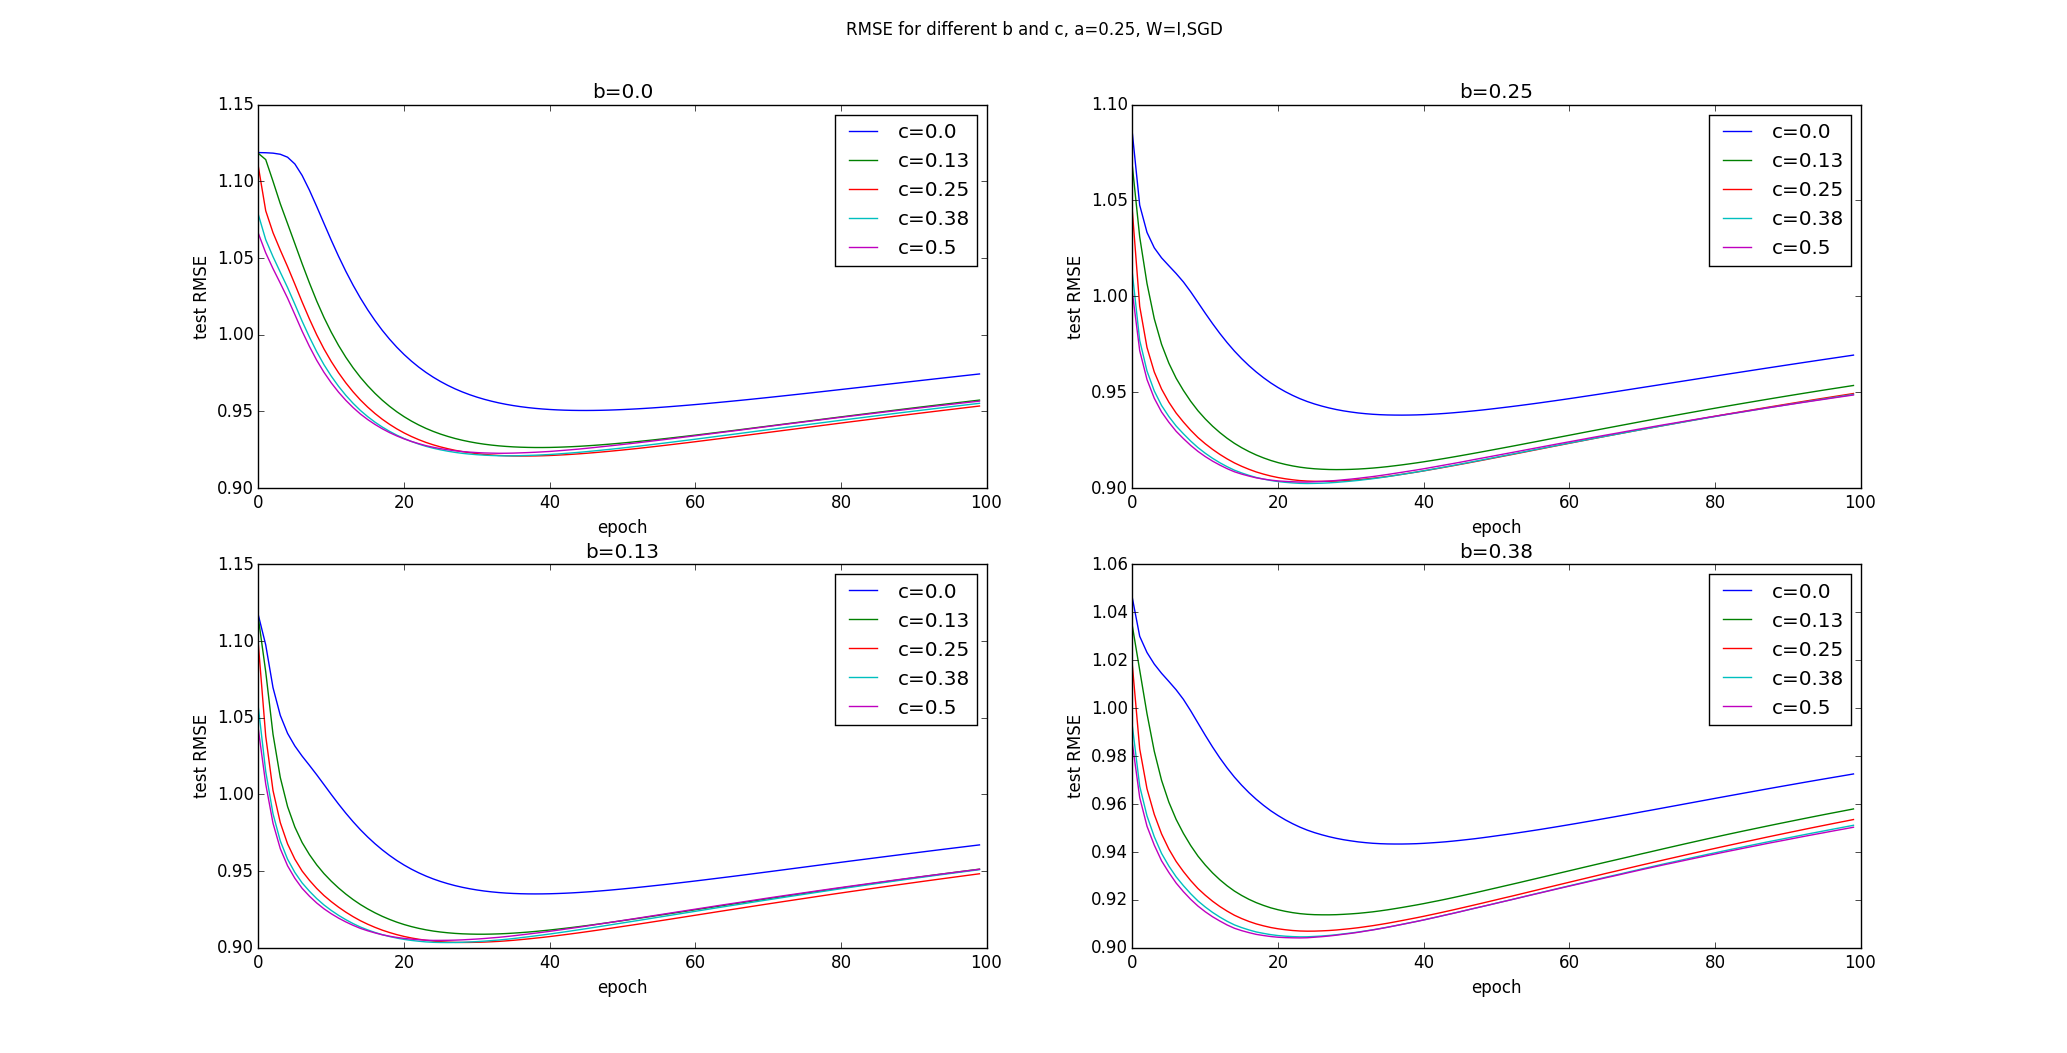 RMSE for different b and c, a=0.25, W=I,SGD
b=0.0
1.15
1.10
1.05
1.00
0.95
0.90
test RMSE
0 20 40 60 80 100
epoch
c=0.0
c=0.13
c=0.25
c=0.38
c=0.5
b=0.25
1.10
1.05
1.00
0.95
0.90
test RMSE
0 20 40 60 80 100
epoch
c=0.0
c=0.13
c=0.25
c=0.38
c=0.5
b=0.13
1.15
1.10
1.05
1.00
0.95
0.90
test RMSE
0 20 40 60 80 100
epoch
c=0.0
c=0.13
c=0.25
c=0.38
c=0.5
b=0.38
1.06
1.04
1.02
1.00
0.98
0.96
0.94
0.92
0.90
test RMSE
0 20 40 60 80 100
epoch
c=0.0
c=0.13
c=0.25
c=0.38
c=0.5